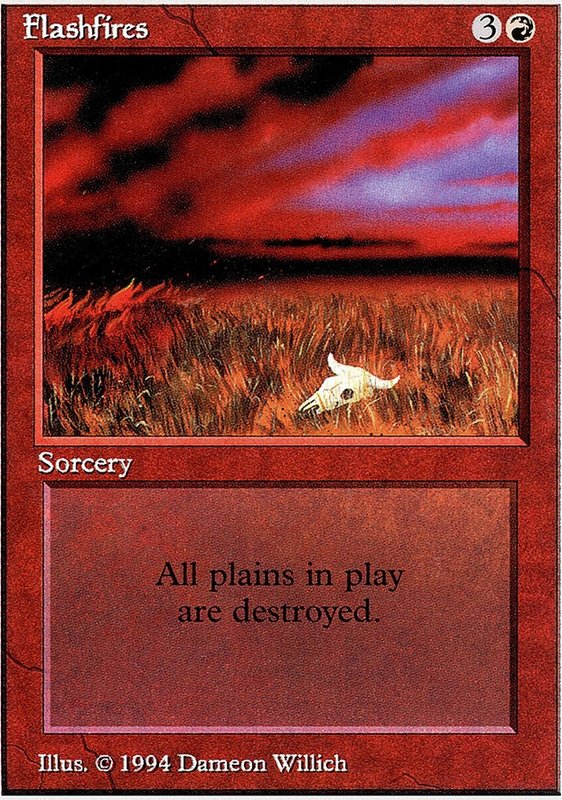 Flashfires 3
Sorcery
All plains in play
are destroyed.
Illus. © 1994 Dameon Willich